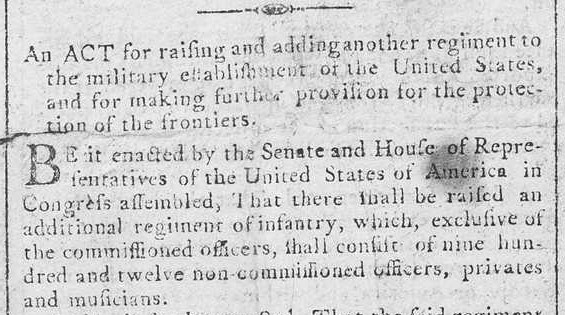 An ACT for raiſing and adding another regiment to
the military eſtabliſhment of the United States,
and for making further proviſion for the protec-
tion of the frontiers.
BE it enacted by the Senate and Houſe of Repre-
ſentatives of the United States of America in
Congreſs aſſembled, That there ſhall be raiſed an
additional regiment of infantry, which, excluſive of
the commiſſioned officers, ſhall conſiſt of nine hun-
dred and twelve non-commiſſioned officers, privates
and muſicians.
That the ſaid regiment